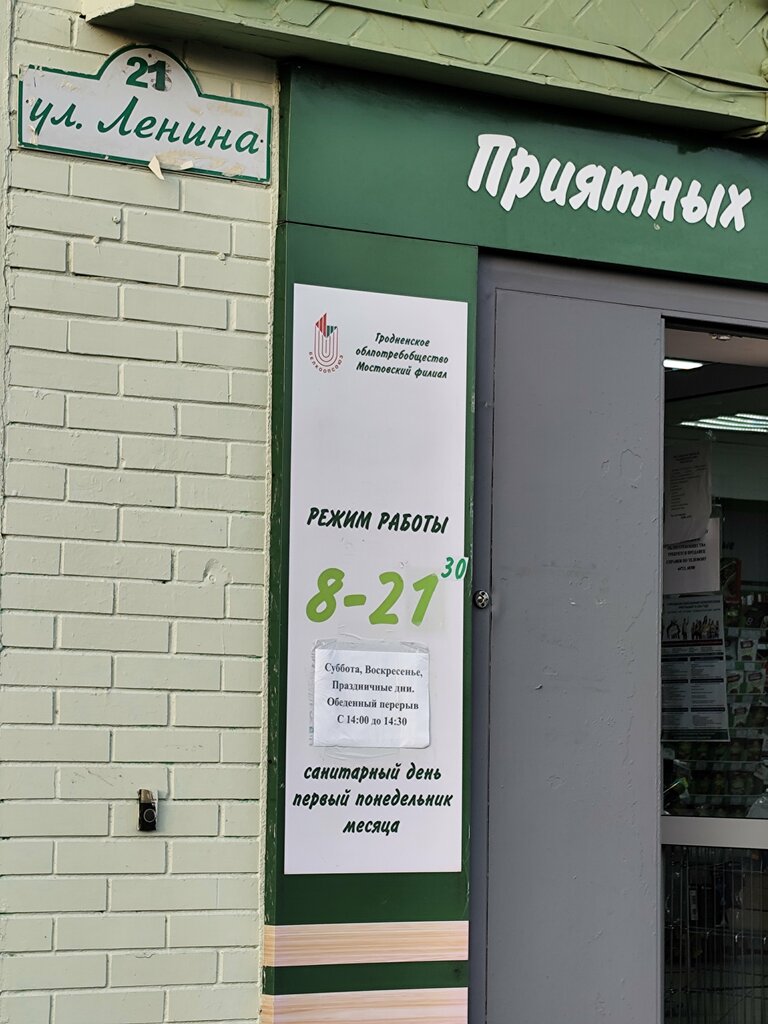 21
ул. Ленина
Приятных
БЕЛКООПСОЮЗ
Гродненское
облпотребобщество
Мостовский филиал
РЕЖИМ РАБОТЫ
8-21 30
Суббота, Воскресенье,
Праздничные дни.
Обеденный перерыв
С 14:00 до 14:30
санитарный день
первый понедельник
месяца